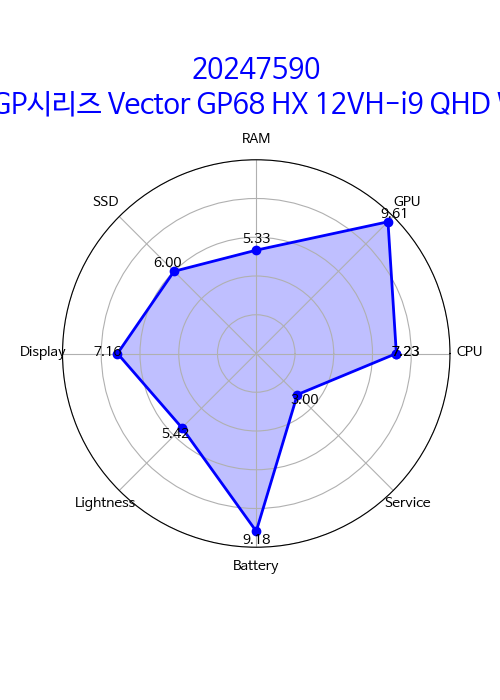 20247590
GP시리즈 Vector GP68 HX 12VH-i9 QHD
RAM
SSD
GPU
9.61
5.33
6.00
Display
7.16
7.23
CPU
3.00
5.42
Lightness
Service
9.18
Battery